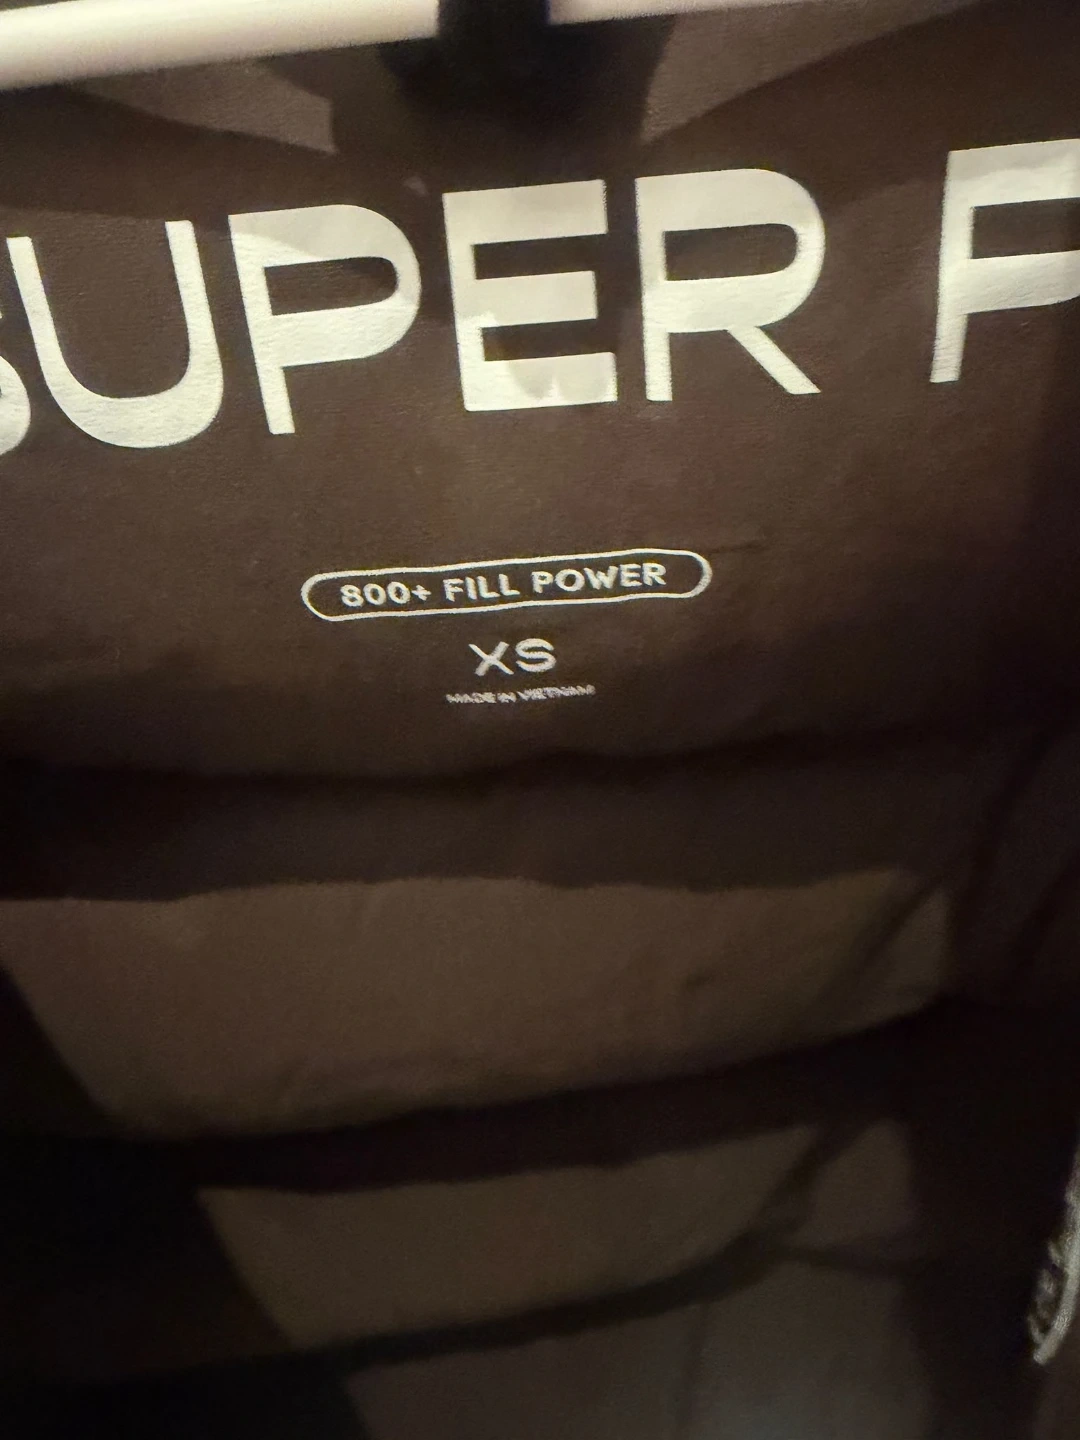 SUPER P
800+ FILL POWER
XS
MADE IN VIETNAM